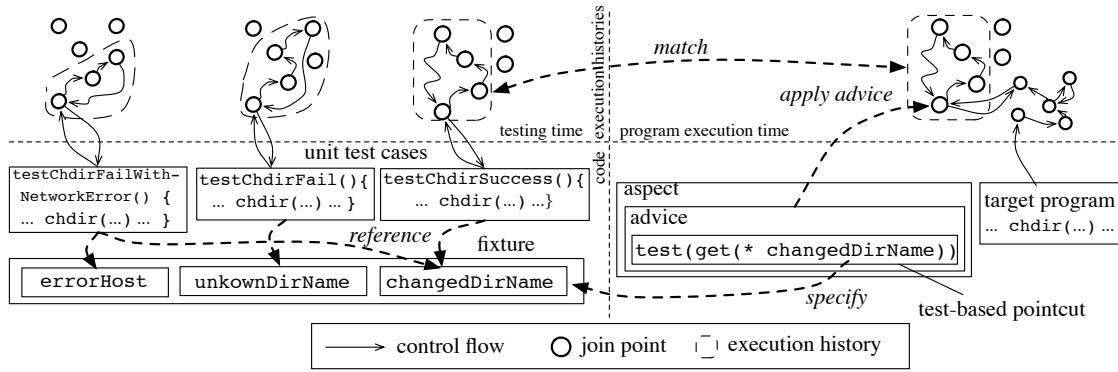 match
apply advice
execution histories
code
testing time
program execution time
unit test cases
testChdirFailWith-
NetworkError() {
… chdir(…) … }
testChdirFail(){
… chdir(…) … }
testChdirSuccess(){
… chdir(…) …}
reference
fixture
errorHost
unkownDirName
changedDirName
aspect
advice
test(get(* changedDirName))
target program
… chdir(…) …
specify
test-based pointcut
control flow
join point
execution history